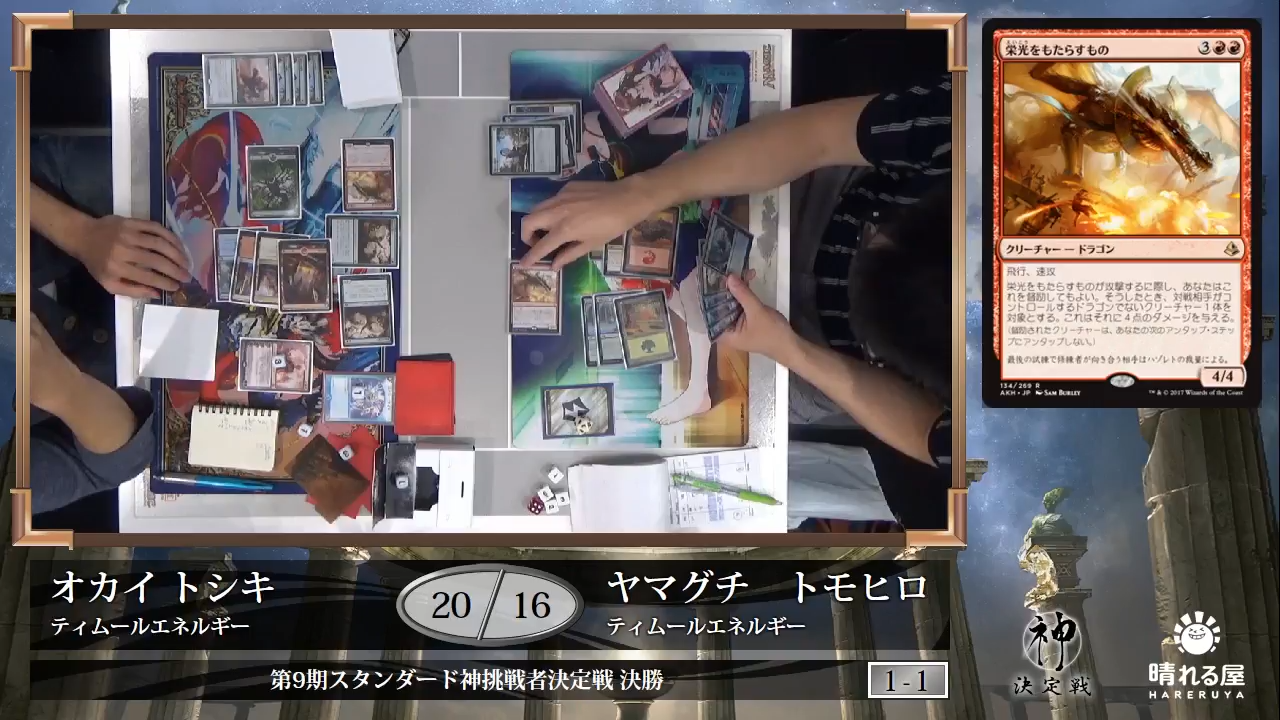 栄光をもたらすもの
3
クリーチャー — ドラゴン
飛行、速攻
栄光をもたらすものが攻撃するに際し、あなたはこ
れを督励してもよい。そうしたとき、対戦相手がコ
ントロールするドラゴンでないクリーチャー1体を
対象とする。これはそれに4点のダメージを与える。
(督励されたクリーチャーは、あなたの次のアンタップ・ステッ
プにアンタップしない。)
最後の試練で修練者が向き合う相手はハゾレトの裁量による。
4/4
134/269 R
AKH • JP SAM BURLEY
™ & © 2017 Wizards of the Coast
オカイ トシキ
ティムールエネルギー
20 / 16
ヤマグチ トモヒロ
ティムールエネルギー
第9期スタンダード神挑戦者決定戦 決勝
1-1
神
決定戦
晴れる屋
HARERUYA